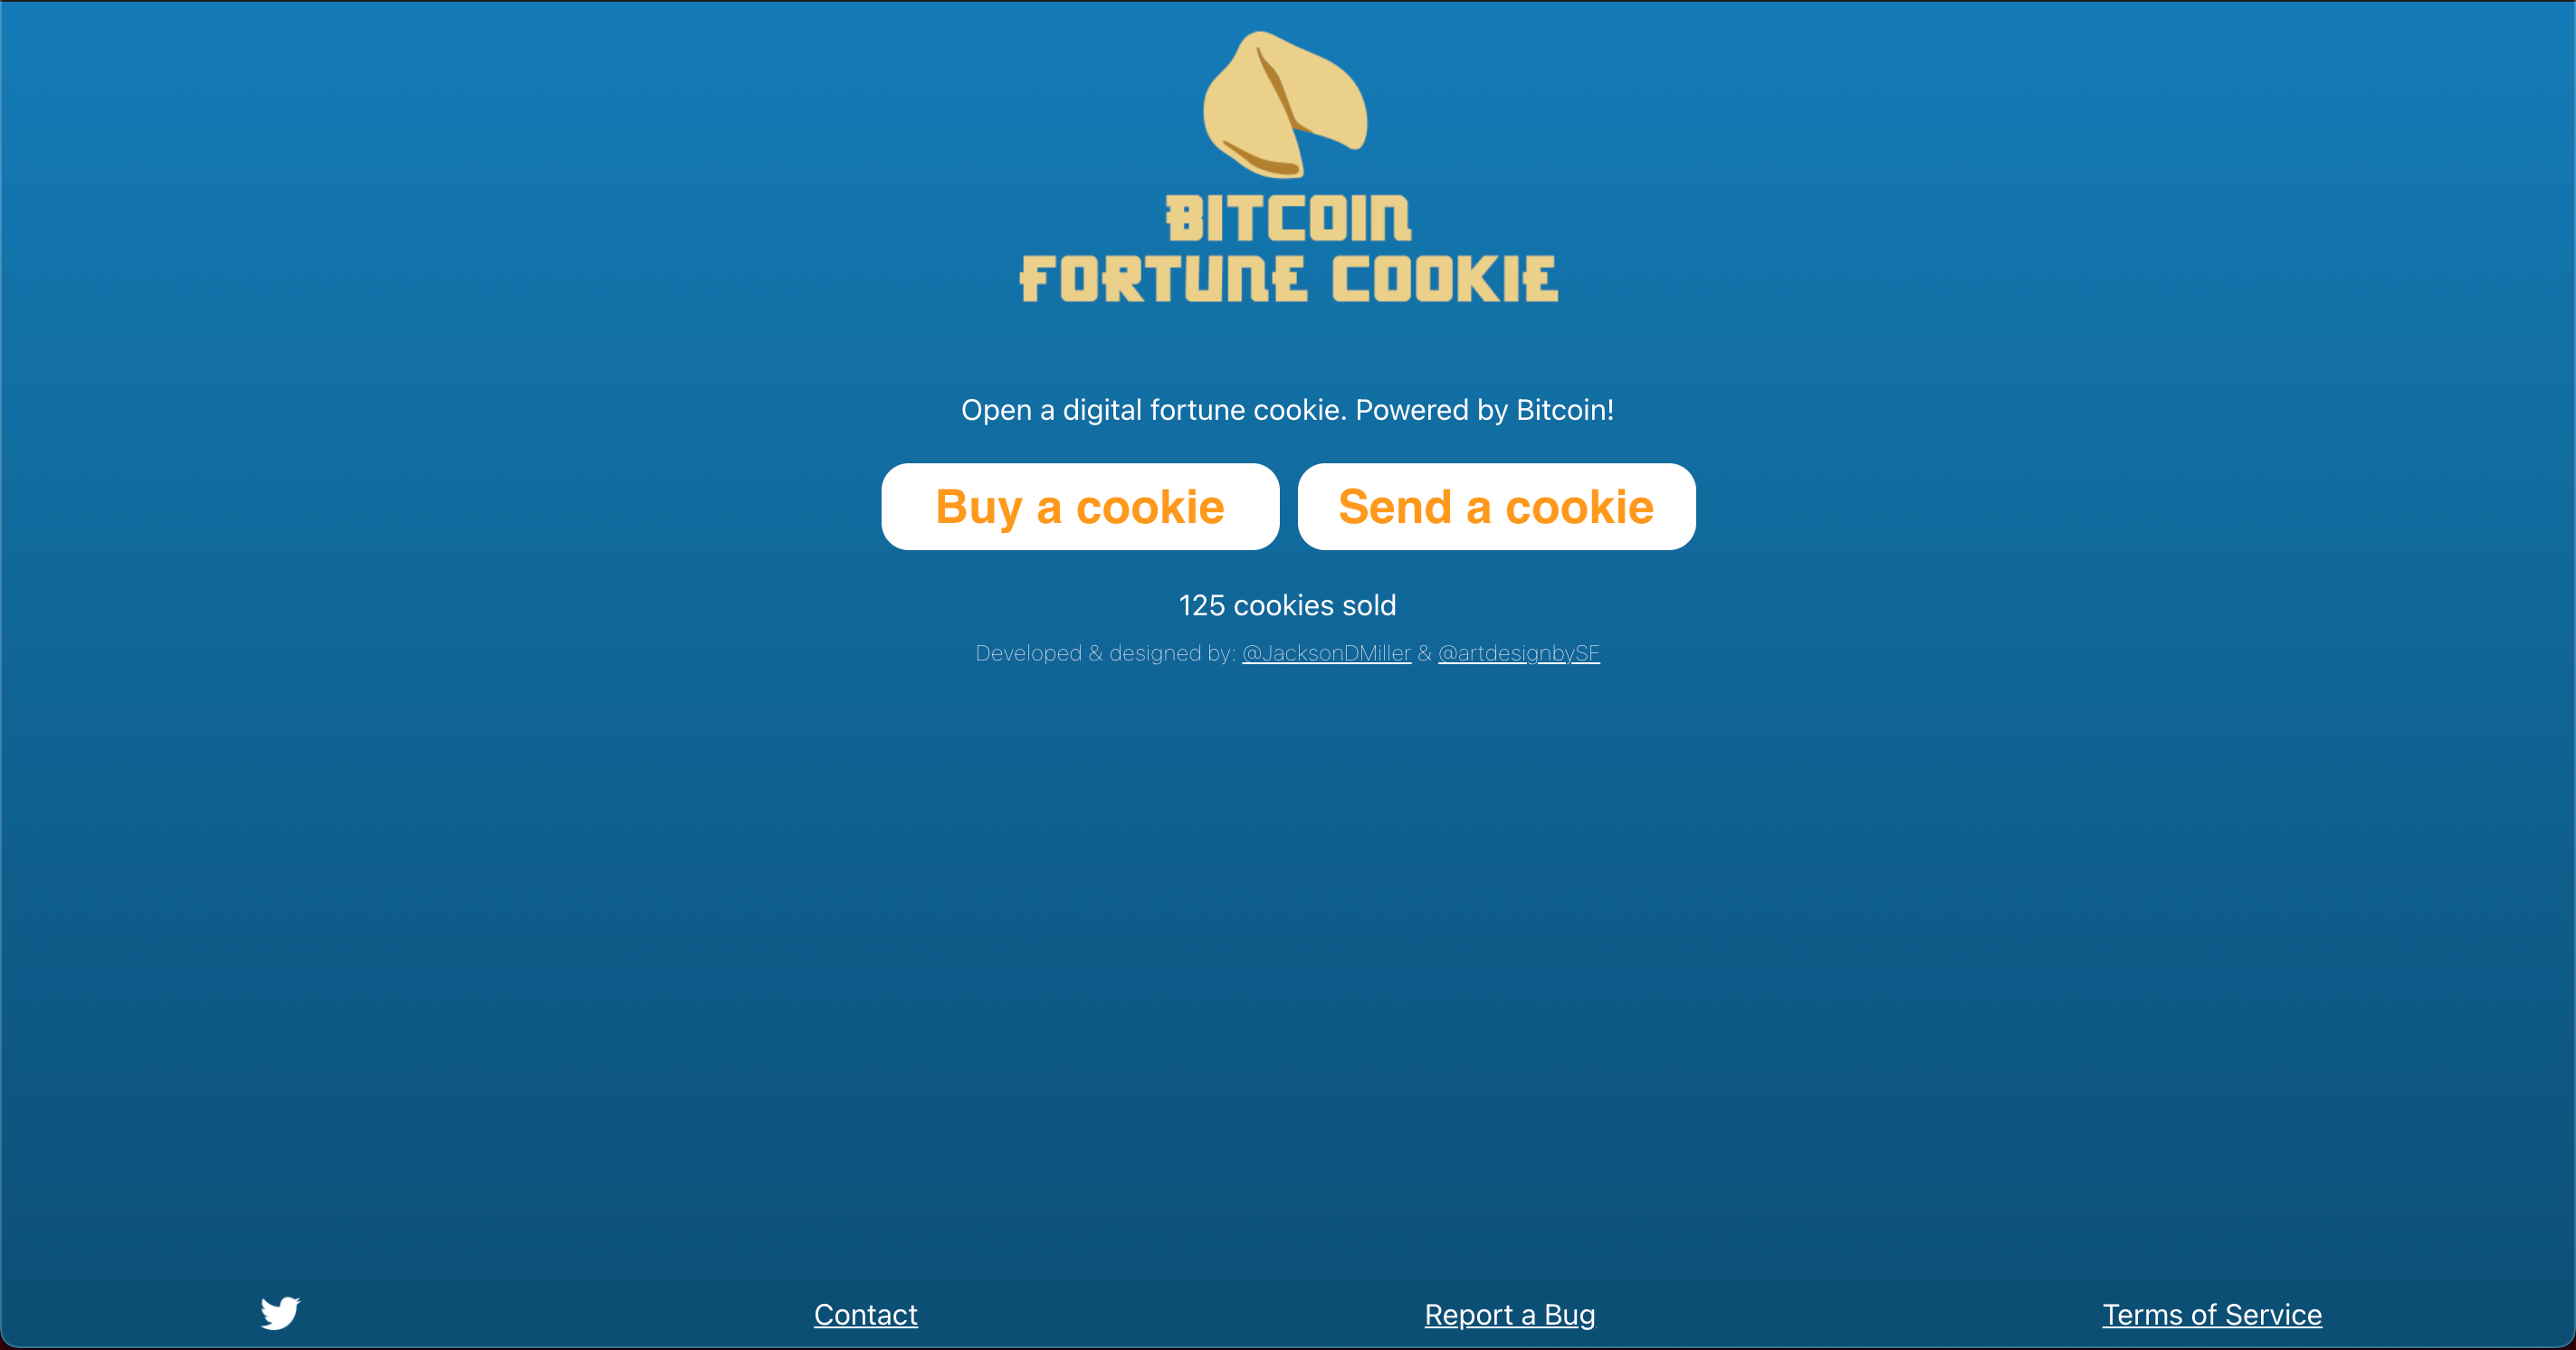 BITCOIN
FORTUNE COOKIE
Open a digital fortune cookie. Powered by Bitcoin!
Buy a cookie Send a cookie
125 cookies sold
Developed & designed by: @JacksonDMiller & @artdesignbySF
Contact Report a Bug Terms of Service